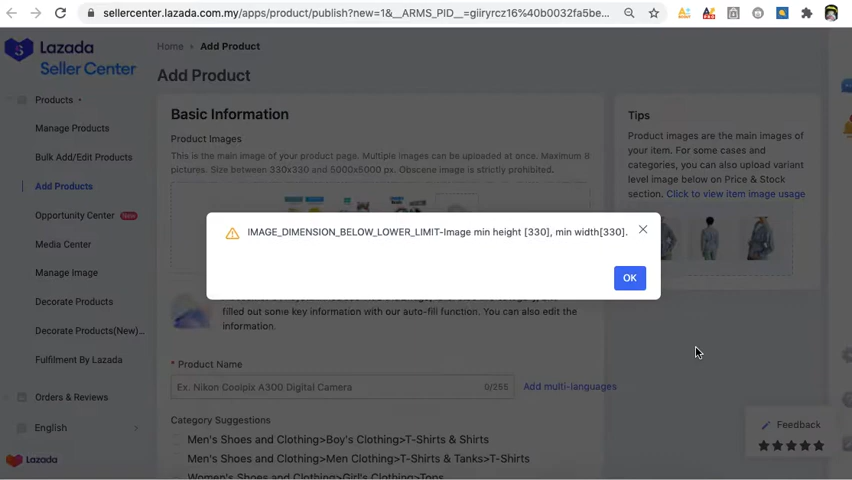 sellercenter.lazada.com.my/apps/product/publish?new=1&__ARMS_PID__=giiryrcz16%40b0032fa5be...
Lazada
Seller Center
Products
Manage Products
Bulk Add/Edit Products
Add Products
Opportunity Center New
Media Center
Manage Image
Decorate Products
Decorate Products(New)...
Fulfilment By Lazada
Orders & Reviews
English
Lazada
Home Add Product
Add Product
Basic Information
Product Images
This is the main image of your product page. Multiple images can be uploaded at once. Maximum 8
pictures. Size between 330x330 and 5000x5000 px. Obscene image is strictly prohibited.
IMAGE_DIMENSION_BELOW_LOWER_LIMIT-Image min height [330], min width[330].
OK
filled out some key information with our auto-fill function. You can also edit the
information.
* Product Name
Ex. Nikon Coolpix A300 Digital Camera 0/255 Add multi-languages
Category Suggestions
Men's Shoes and Clothing>Boy's Clothing>T-Shirts & Shirts
Men's Shoes and Clothing>Men Clothing>T-Shirts & Tanks>T-Shirts
Women's Shoes and Clothing>Girl's Clothing>Tops
Tips
Product images are the main images of
your item. For some cases and
categories, you can also upload variant
level image below on Price & Stock
section. Click to view item image usage
Feedback